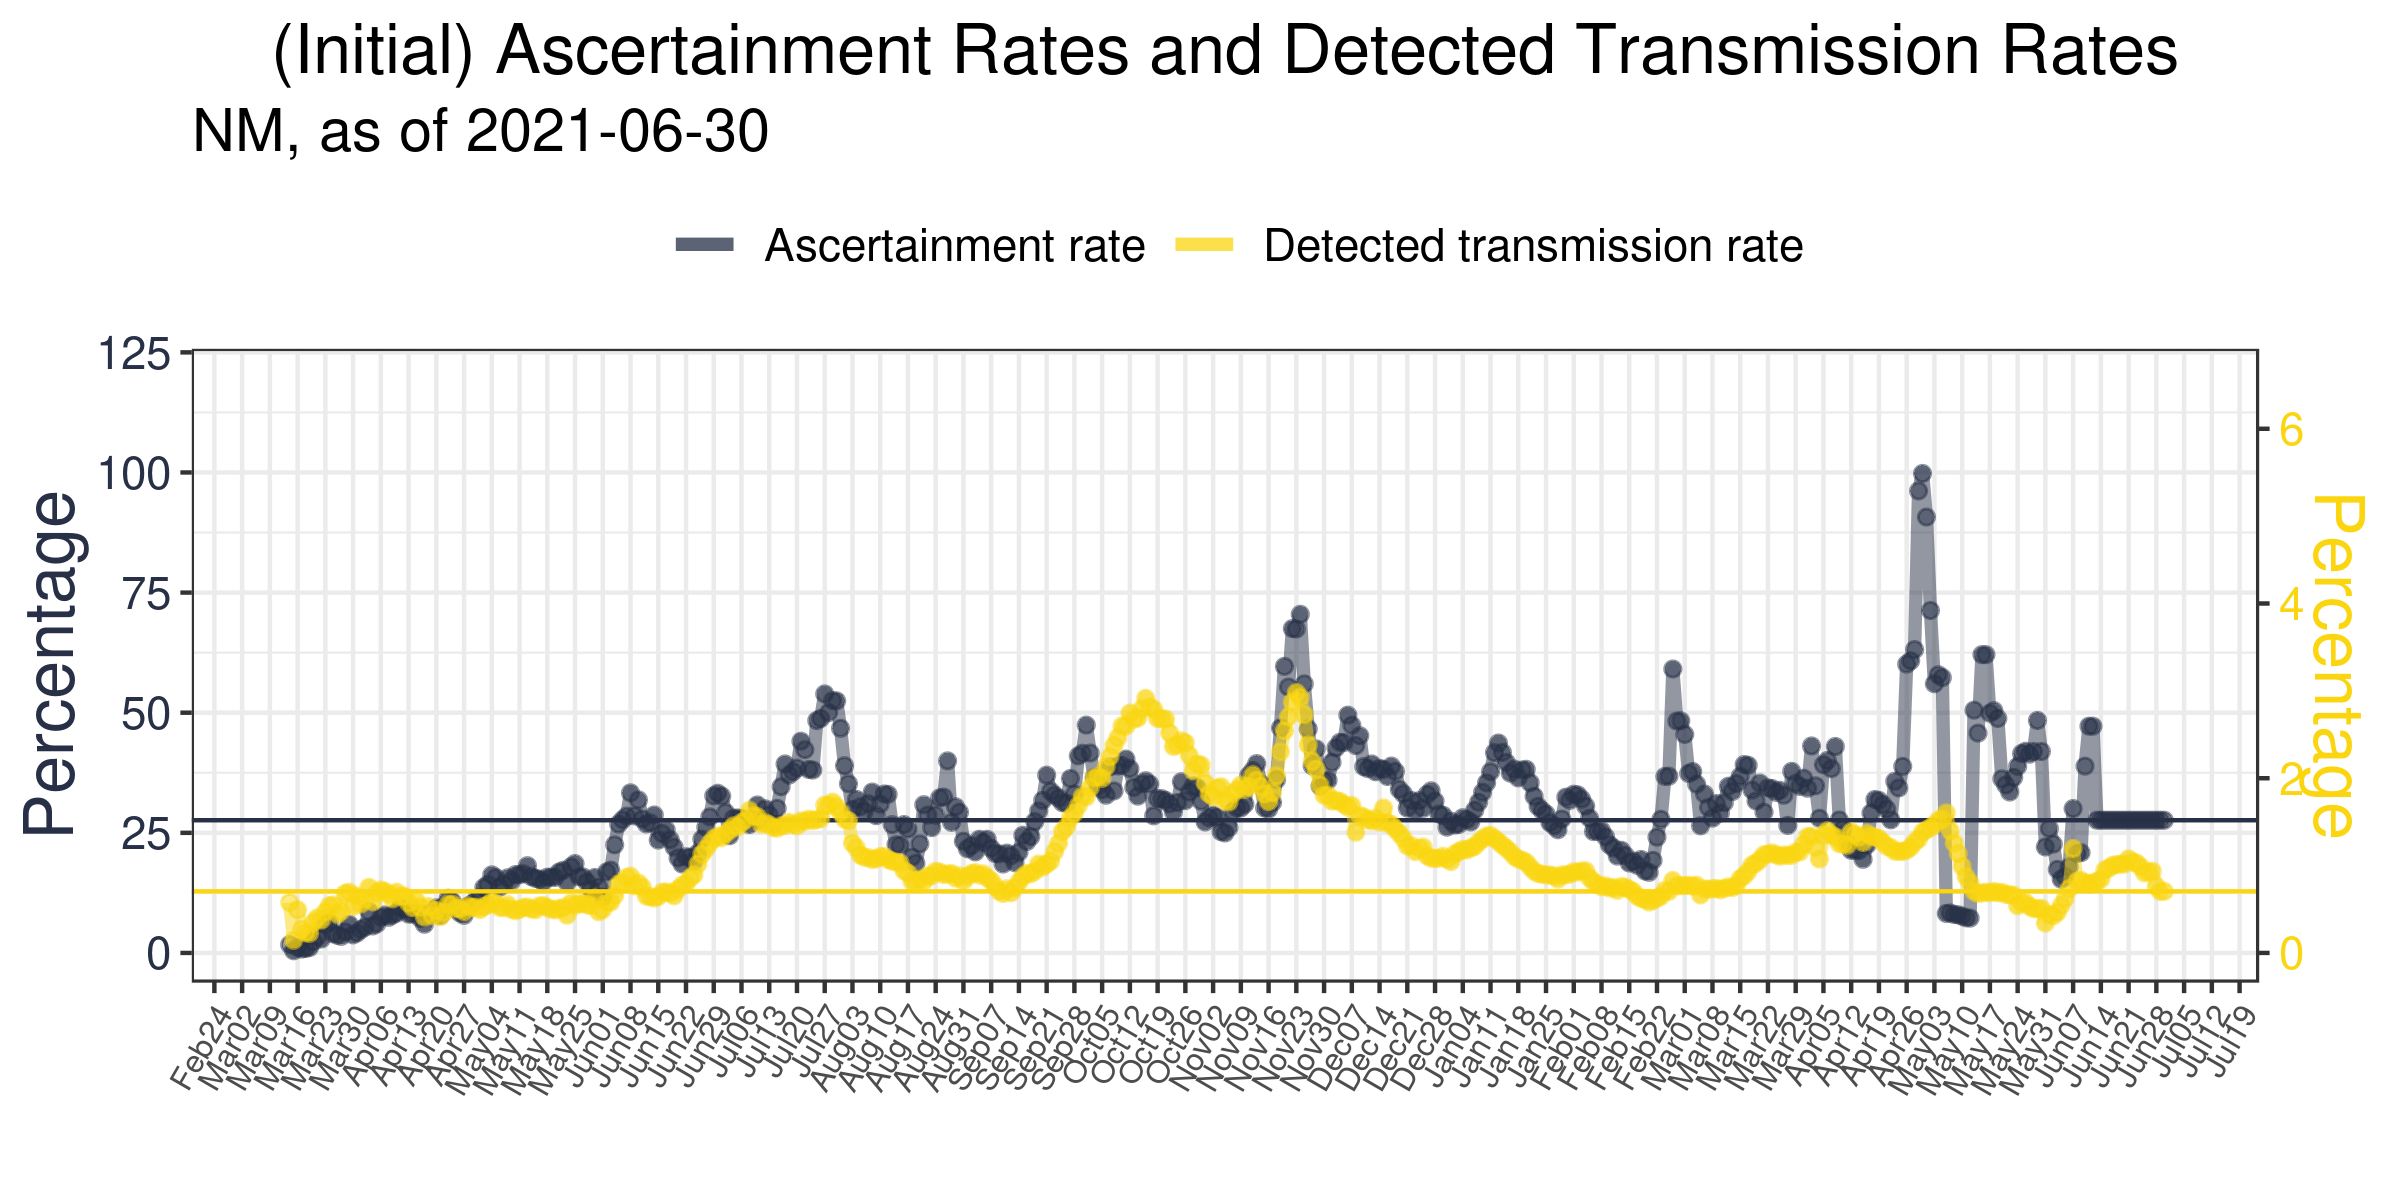 (Initial) Ascertainment Rates and Detected Transmission Rates
NM, as of 2021-06-30
Ascertainment rate
Detected transmission rate
Percentage
125
100
75
50
25
0
6
4
2
0
Percentage
Feb24
Mar02
Mar09
Mar16
Mar23
Mar30
Apr06
Apr13
Apr20
Apr27
May04
May11
May18
May25
Jun01
Jun08
Jun15
Jun22
Jun29
Jul06
Jul13
Jul20
Jul27
Aug03
Aug10
Aug17
Aug24
Aug31
Sep07
Sep14
Sep21
Sep28
Oct05
Oct12
Oct19
Oct26
Nov02
Nov09
Nov16
Nov23
Nov30
Dec07
Dec14
Dec21
Dec28
Jan04
Jan11
Jan18
Jan25
Feb01
Feb08
Feb15
Feb22
Mar01
Mar08
Mar15
Mar22
Mar29
Apr05
Apr12
Apr19
Apr26
May03
May10
May17
May24
May31
Jun07
Jun14
Jun21
Jun28
Jul05
Jul12
Jul19